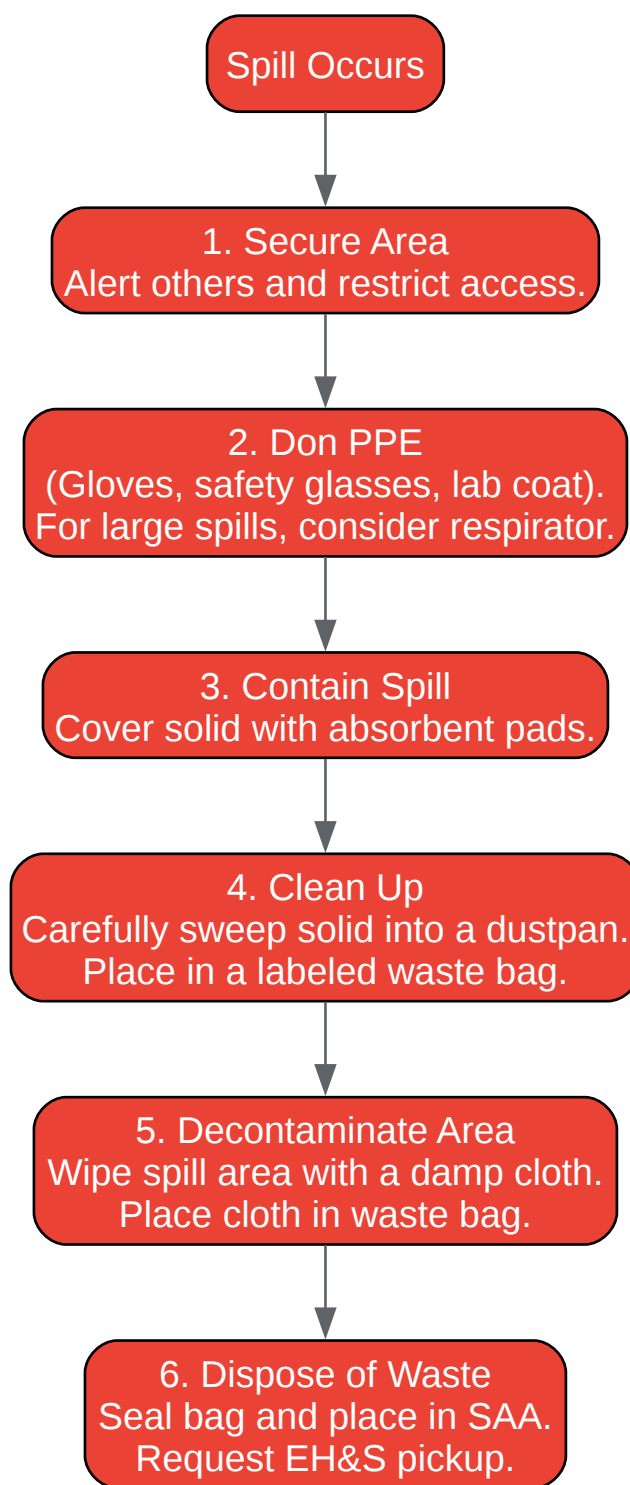 Spill Occurs
1. Secure Area
Alert others and restrict access.
2. Don PPE
(Gloves, safety glasses, lab coat).
For large spills, consider respirator.
3. Contain Spill
Cover solid with absorbent pads.
4. Clean Up
Carefully sweep solid into a dustpan.
Place in a labeled waste bag.
5. Decontaminate Area
Wipe spill area with a damp cloth.
Place cloth in waste bag.
6. Dispose of Waste
Seal bag and place in SAA.
Request EH&S pickup.